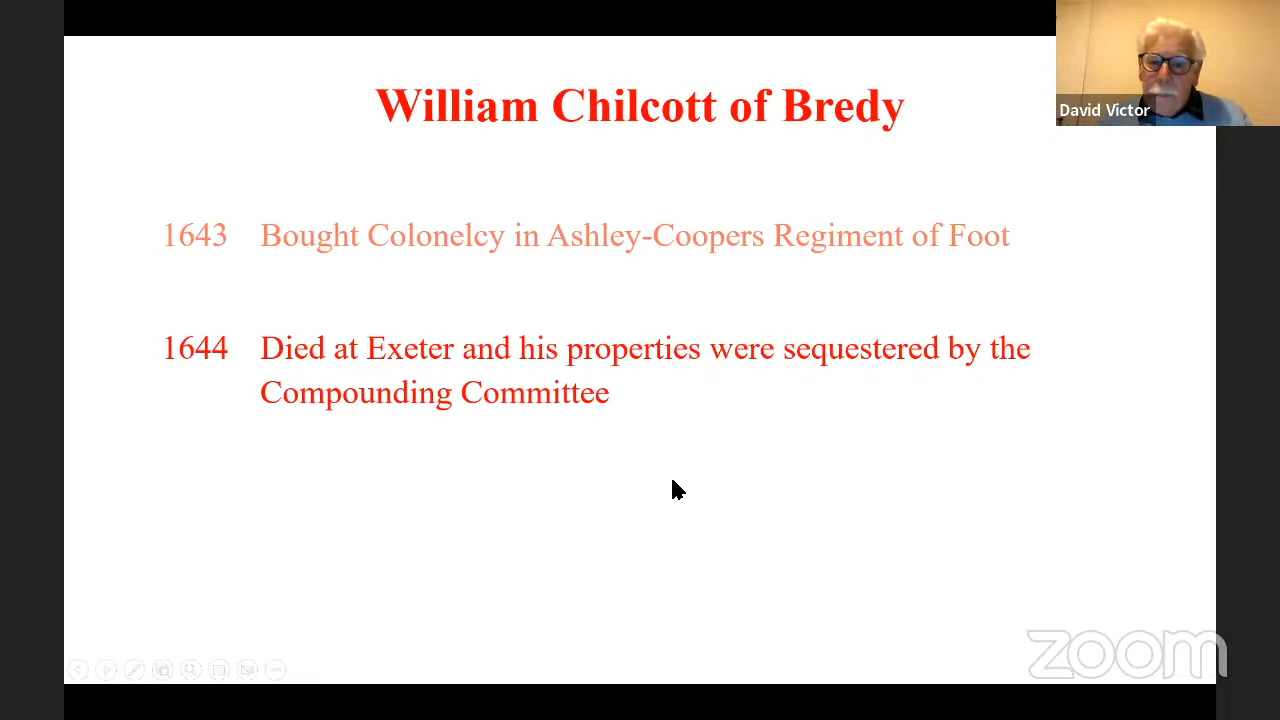 William Chilcott of Bredy
David Victor
1643 Bought Colonelcy in Ashley-Coopers Regiment of Foot
1644 Died at Exeter and his properties were sequestered by the
Compounding Committee
zoom